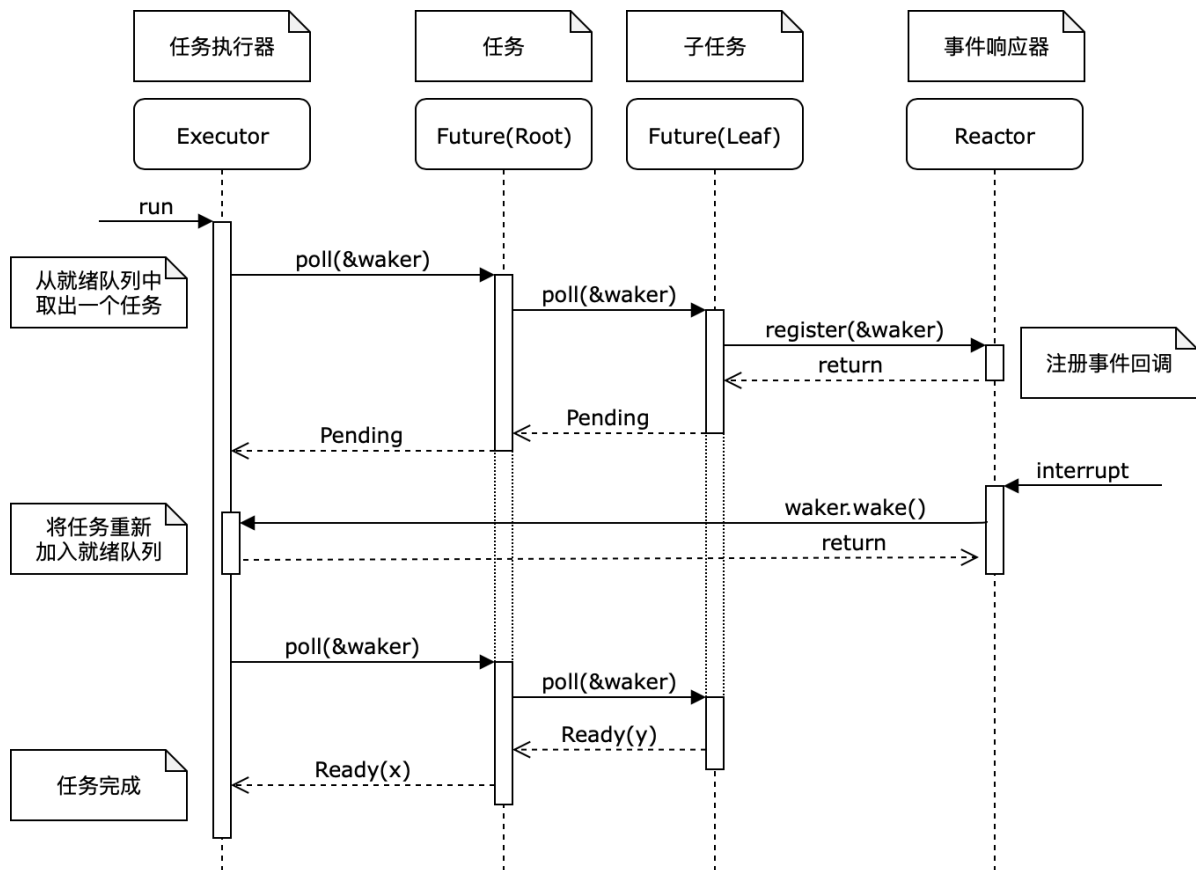 任务执行器
任务
子任务
事件响应器
Executor
Future(Root)
Future(Leaf)
Reactor
run
从就绪队列中
取出一个任务
poll(&waker)
poll(&waker)
register(&waker)
return
注册事件回调
Pending
Pending
interrupt
将任务重新
加入就绪队列
waker.wake()
return
poll(&waker)
poll(&waker)
Ready(y)
Ready(x)
任务完成